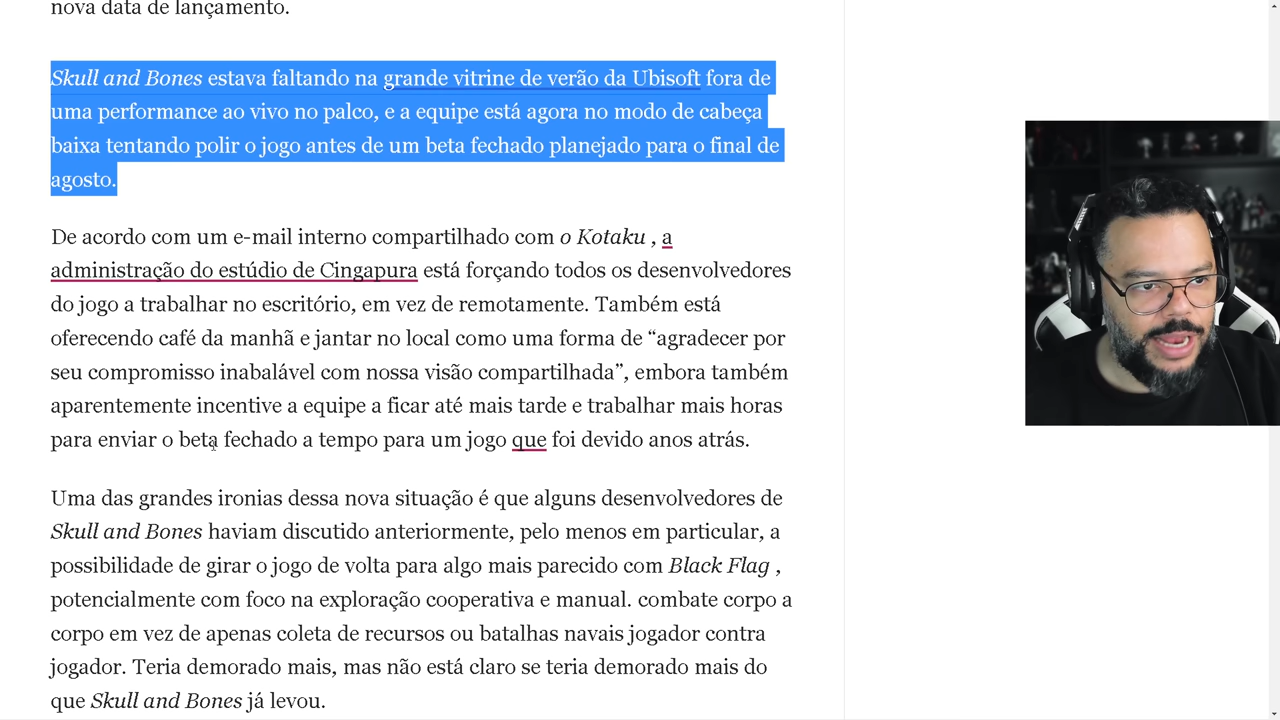 nova data de lançamento.
Skull and Bones estava faltando na grande vitrine de verão da Ubisoft fora de
uma performance ao vivo no palco, e a equipe está agora no modo de cabeça
baixa tentando polir o jogo antes de um beta fechado planejado para o final de
agosto.
De acordo com um e-mail interno compartilhado com o Kotaku , a
administração do estúdio de Cingapura está forçando todos os desenvolvedores
do jogo a trabalhar no escritório, em vez de remotamente. Também está
oferecendo café da manhã e jantar no local como uma forma de “agradecer por
seu compromisso inabalável com nossa visão compartilhada”, embora também
aparentemente incentive a equipe a ficar até mais tarde e trabalhar mais horas
para enviar o beta fechado a tempo para um jogo que foi devido anos atrás.
Uma das grandes ironias dessa nova situação é que alguns desenvolvedores de
Skull and Bones haviam discutido anteriormente, pelo menos em particular, a
possibilidade de girar o jogo de volta para algo mais parecido com Black Flag ,
potencialmente com foco na exploração cooperativa e manual. combate corpo a
corpo em vez de apenas coleta de recursos ou batalhas navais jogador contra
jogador. Teria demorado mais, mas não está claro se teria demorado mais do
que Skull and Bones já levou.